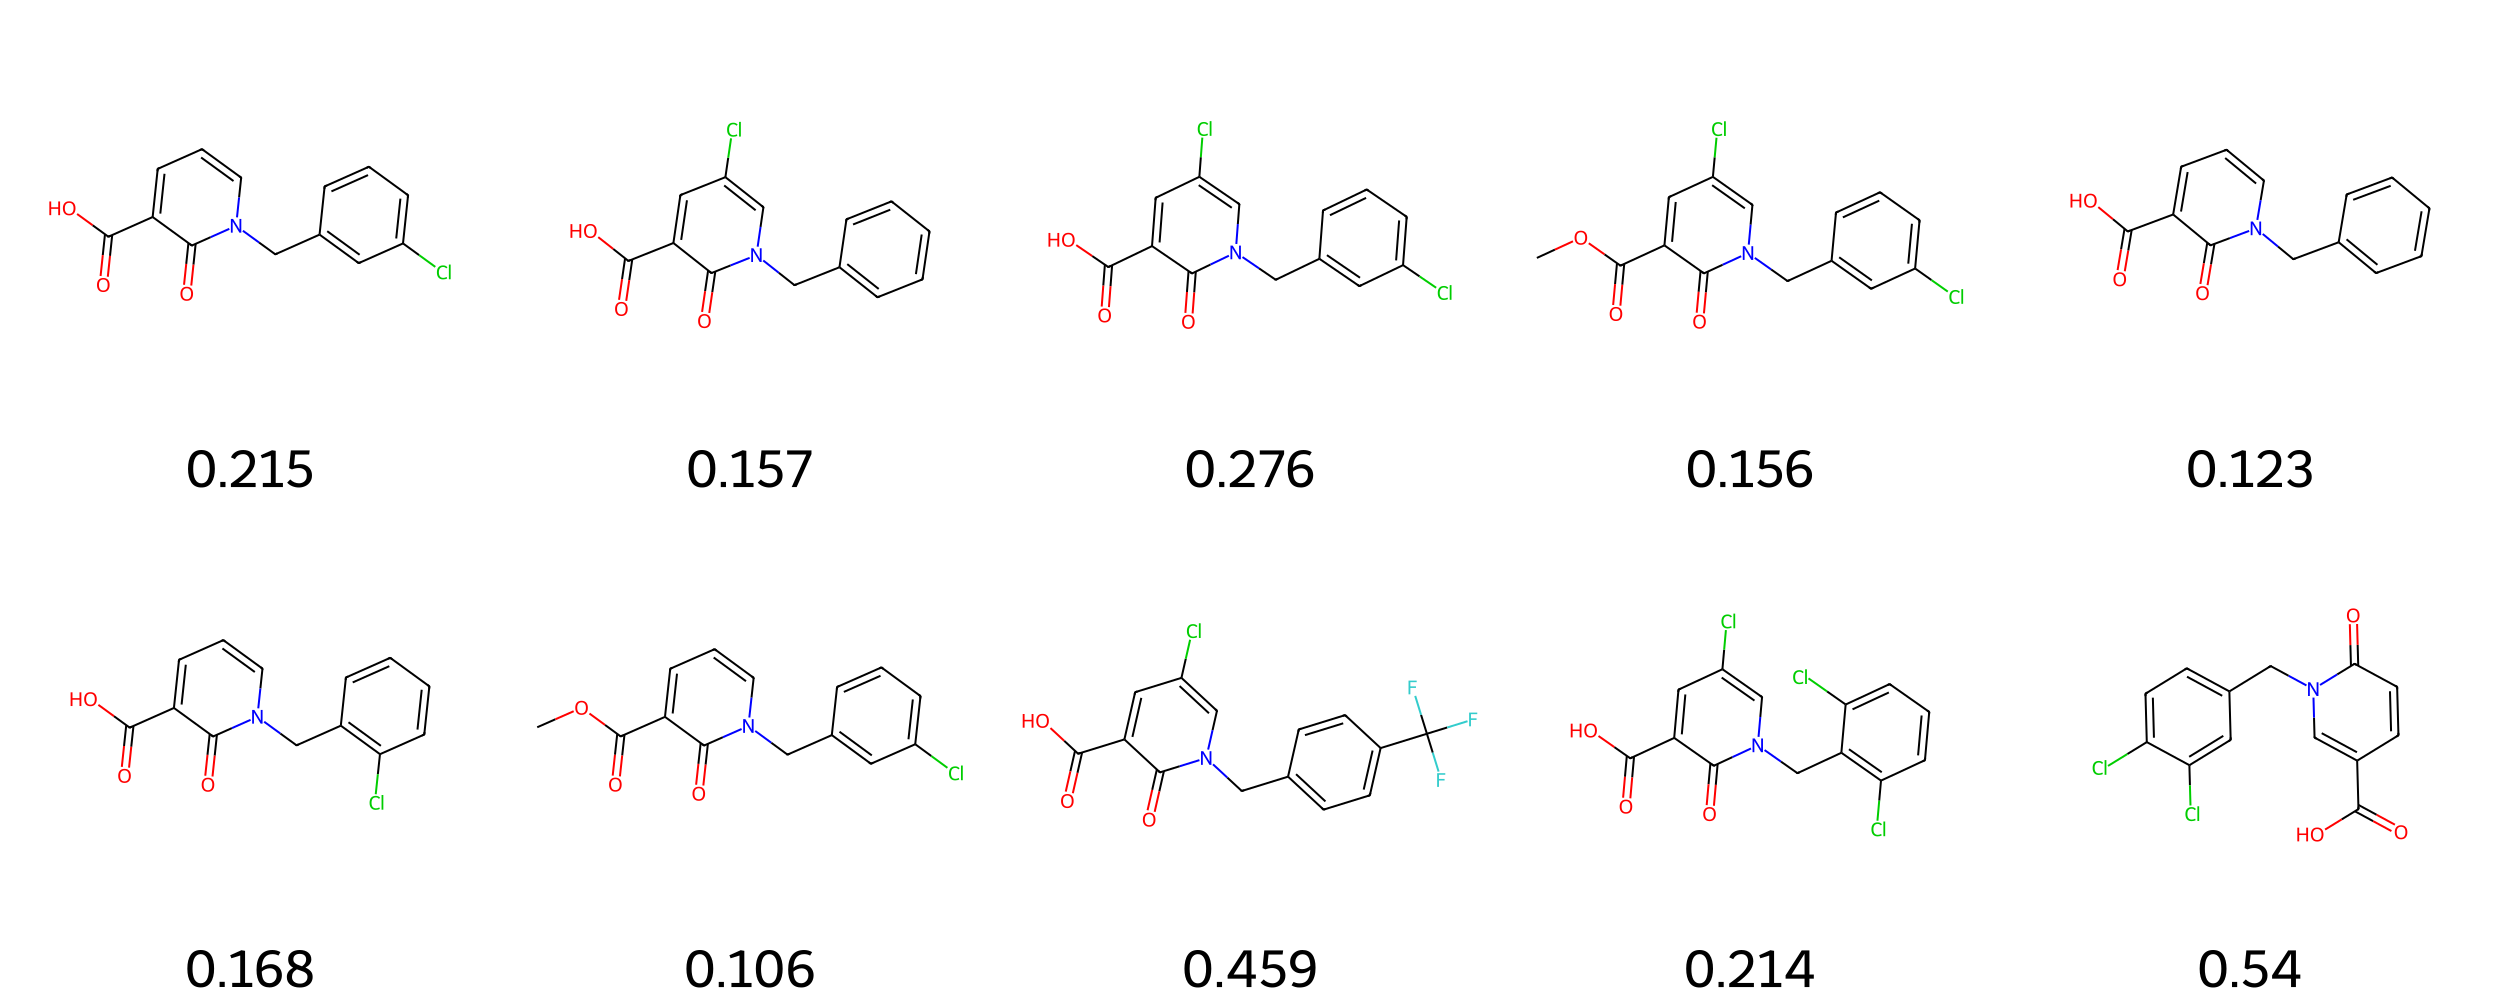 Cl Cl Cl
HO HO HO O HO
N N N N N
Cl Cl Cl
O O O O O O O O O O
0.215 0.157 0.276 0.156 0.123
Cl Cl O
Cl
F F
HO O HO HO N
N N N N
F
O O O O O O O O Cl
Cl Cl Cl Cl HO O
0.168 0.106 0.459 0.214 0.54